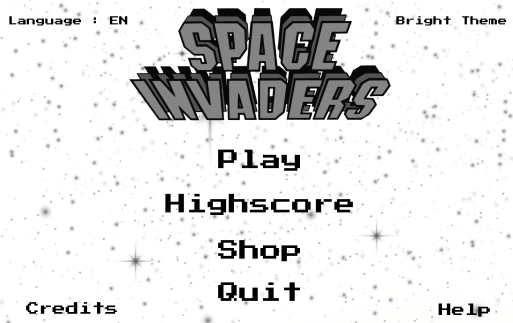 Language : EN
Bright Theme
SPACE
INVADERS
Play
Highscore
Shop
Quit
Credits
Help